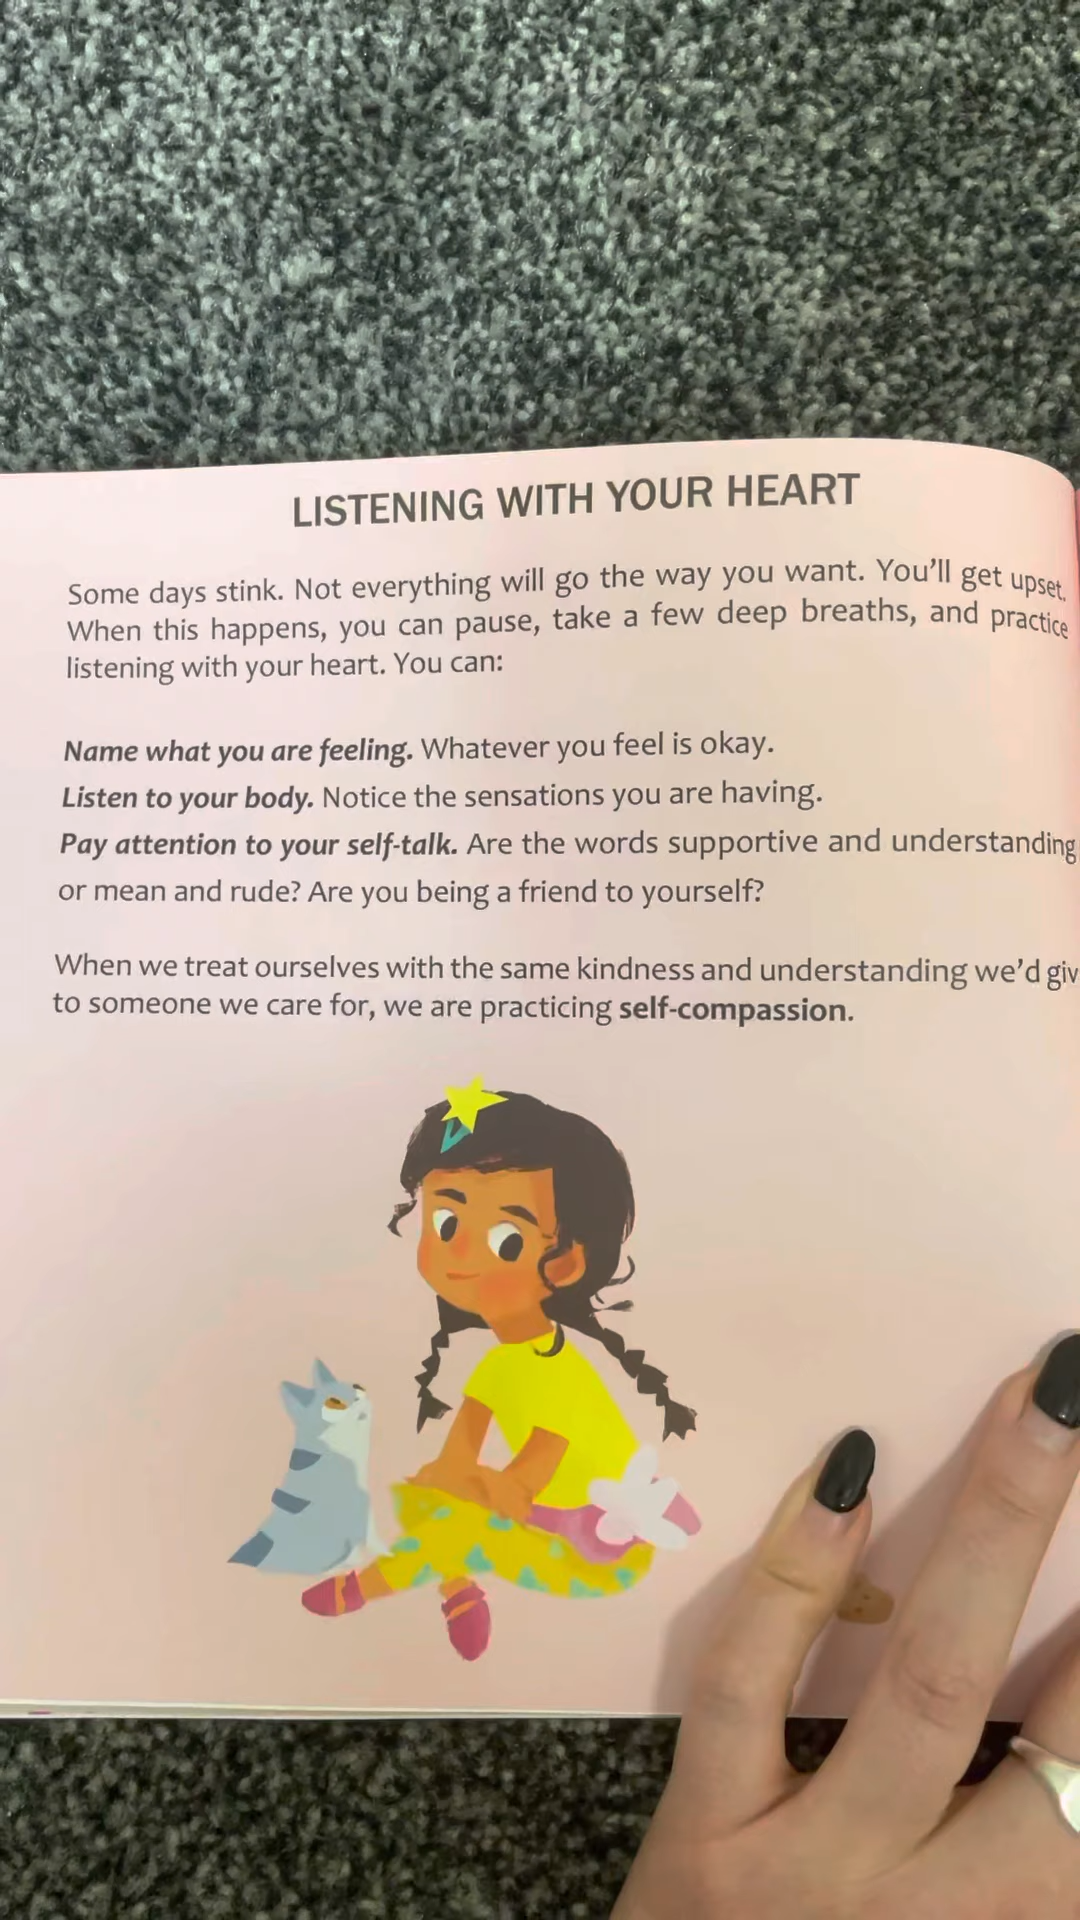 LISTENING WITH YOUR HEART
Some days stink. Not everything will go the way you want. You'll get upset.
When this happens, you can pause, take a few deep breaths, and practice
listening with your heart. You can:
Name what you are feeling. Whatever you feel is okay.
Listen to your body. Notice the sensations you are having.
Pay attention to your self-talk. Are the words supportive and understanding
or mean and rude? Are you being a friend to yourself?
When we treat ourselves with the same kindness and understanding we'd giv
to someone we care for, we are practicing self-compassion.